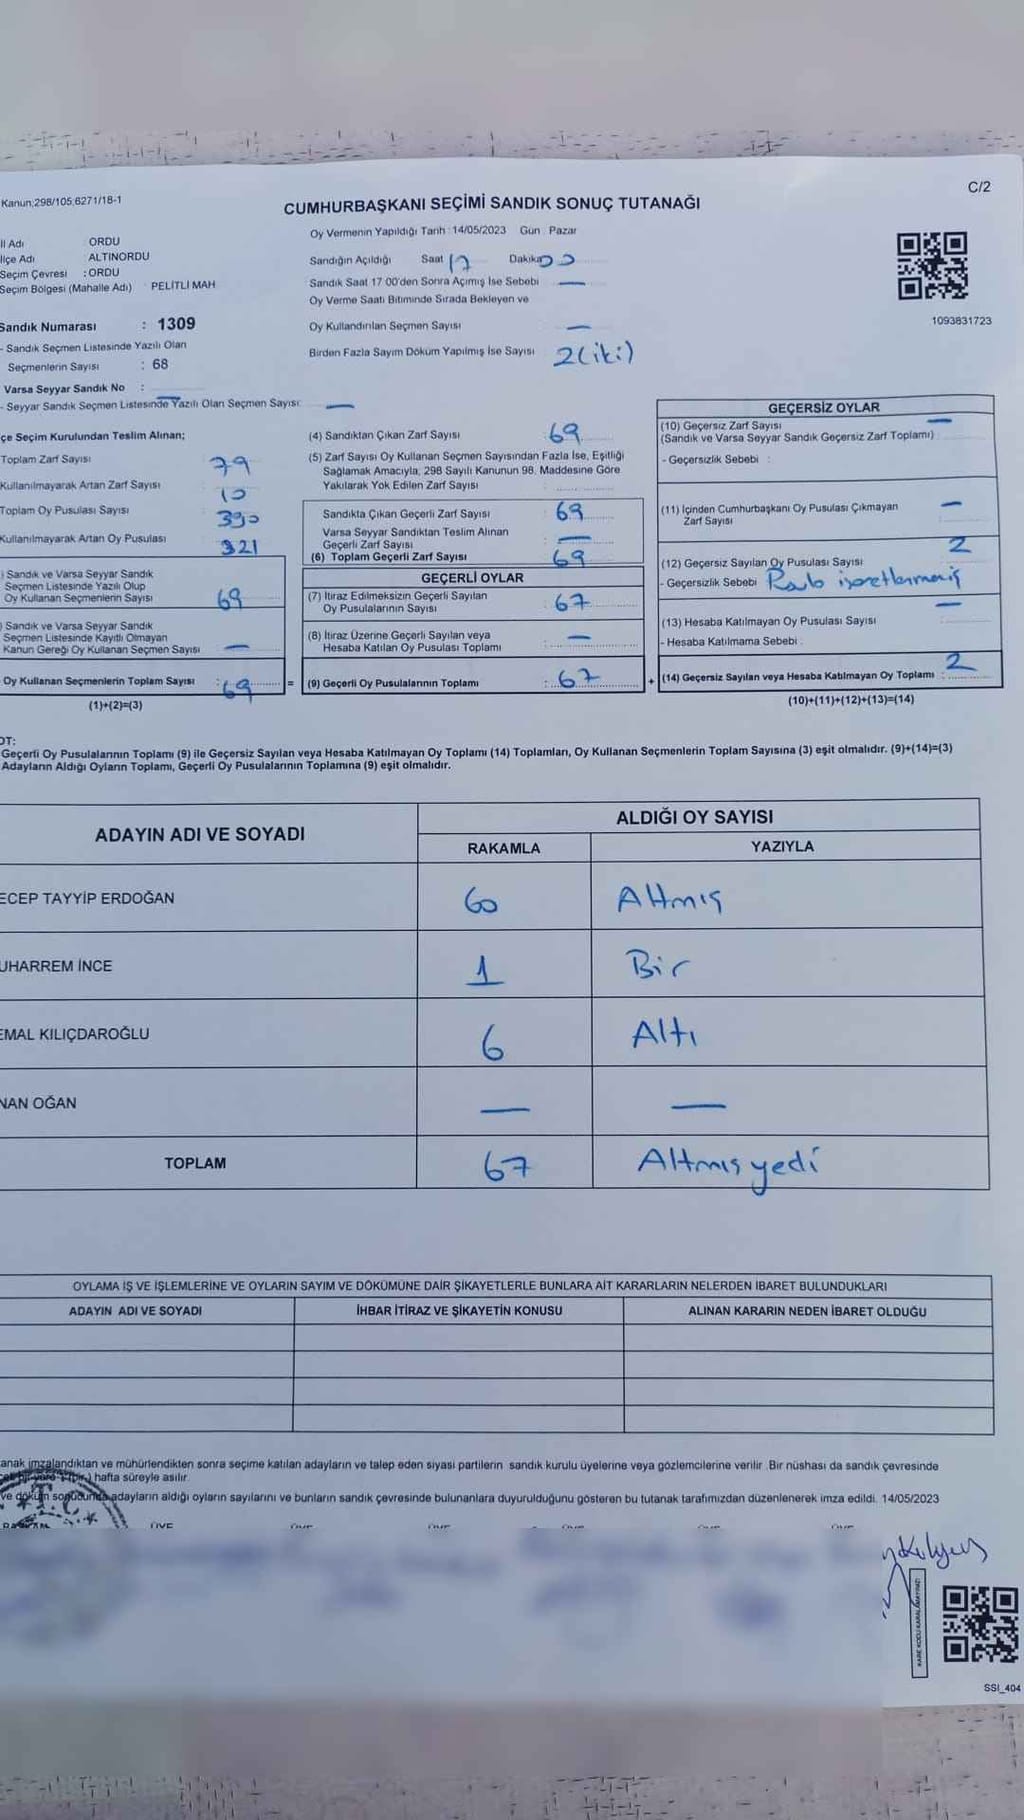 Kanun;298/105,6271/18-1
C/2
CUMHURBAŞKANI SEÇİMİ SANDIK SONUÇ TUTANAĞI
İl Adı ORDU
İlçe Adı ALTINORDU
Seçim Çevresi : ORDU
Seçim Bölgesi (Mahalle Adı) PELİTLİ MAH
Sandık Numarası : 1309
- Sandık Seçmen Listesinde Yazılı Olan
Seçmenlerin Sayısı : 68
Varsa Seyyar Sandık No :
- Seyyar Sandık Seçmen Listesinde Yazılı Olan Seçmen Sayısı: —
Oy Vermenin Yapıldığı Tarih : 14/05/2023 Gün : Pazar
Sandığın Açıldığı Saat 17 Dakika 00
Sandık Saat 17 00'den Sonra Açımış İse Sebebi —
Oy Verme Saati Bitiminde Sırada Bekleyen ve
Oy Kullandırılan Seçmen Sayısı —
Birden Fazla Sayım Döküm Yapılmış İse Sayısı 2(iki)
1093831723
çe Seçim Kurulundan Teslim Alınan;
Toplam Zarf Sayısı 79
Kullanılmayarak Artan Zarf Sayısı 10
Toplam Oy Pusulası Sayısı 390
Kullanılmayarak Artan Oy Pusulası 321
) Sandık ve Varsa Seyyar Sandık
Seçmen Listesinde Yazılı Olup
Oy Kullanan Seçmenlerin Sayısı 69
) Sandık ve Varsa Seyyar Sandık
Seçmen Listesinde Kayıtlı Olmayan
Kanun Gereği Oy Kullanan Seçmen Sayısı —
Oy Kullanan Seçmenlerin Toplam Sayısı : 69 =
(1)+(2)=(3)
(4) Sandıktan Çıkan Zarf Sayısı : 69
(5) Zarf Sayısı Oy Kullanan Seçmen Sayısından Fazla İse, Eşitliği
Sağlamak Amacıyla, 298 Sayılı Kanunun 98. Maddesine Göre
Yakılarak Yok Edilen Zarf Sayısı
Sandıkta Çıkan Geçerli Zarf Sayısı : 69
Varsa Seyyar Sandıktan Teslim Alınan
Geçerli Zarf Sayısı —
(6) Toplam Geçerli Zarf Sayısı 69
GEÇERLİ OYLAR
(7) İtiraz Edilmeksizin Geçerli Sayılan
Oy Pusulalarının Sayısı : 67
(8) İtiraz Üzerine Geçerli Sayılan veya
Hesaba Katılan Oy Pusulası Toplamı —
(9) Geçerli Oy Pusulalarının Toplamı : 67 +
GEÇERSİZ OYLAR
(10) Geçersiz Zarf Sayısı —
(Sandık ve Varsa Seyyar Sandık Geçersiz Zarf Toplamı)
- Geçersizlik Sebebi :
(11) İçinden Cumhurbaşkanı Oy Pusulası Çıkmayan
Zarf Sayısı —
(12) Geçersiz Sayılan Oy Pusulası Sayısı 2
- Geçersizlik Sebebi
(13) Hesaba Katılmayan Oy Pusulası Sayısı —
- Hesaba Katılmama Sebebi :
(14) Geçersiz Sayılan veya Hesaba Katılmayan Oy Toplamı : 2
(10)+(11)+(12)+(13)=(14)
OT:
Geçerli Oy Pusulalarının Toplamı (9) ile Geçersiz Sayılan veya Hesaba Katılmayan Oy Toplamı (14) Toplamları, Oy Kullanan Seçmenlerin Toplam Sayısına (3) eşit olmalıdır. (9)+(14)=(3)
Adayların Aldığı Oyların Toplamı, Geçerli Oy Pusulalarının Toplamına (9) eşit olmalıdır.
ADAYIN ADI VE SOYADI ALDIĞI OY SAYISI
RAKAMLA YAZIYLA
ECEP TAYYİP ERDOĞAN 60 Altmış
UHARREM İNCE 1 Bir
EMAL KILIÇDAROĞLU 6 Altı
NAN OĞAN — —
TOPLAM 67 Altmış yedi
OYLAMA İŞ VE İŞLEMLERİNE VE OYLARIN SAYIM VE DÖKÜMÜNE DAİR ŞİKAYETLERLE BUNLARA AİT KARARLARIN NELERDEN İBARET BULUNDUKLARI
ADAYIN ADI VE SOYADI İHBAR İTİRAZ VE ŞİKAYETİN KONUSU ALINAN KARARIN NEDEN İBARET OLDUĞU
anak imzalandıktan ve mühürlendikten sonra seçime katılan adayların ve talep eden siyasi partilerin sandık kurulu üyelerine veya gözlemcilerine verilir. Bir nüshası da sandık çevresinde
hafta süreyle asılır.
ve döküm sonucunda adayların aldığı oyların sayılarını ve bunların sandık çevresinde bulunanlara duyurulduğunu gösteren bu tutanak tarafımızdan düzenlenerek imza edildi. 14/05/2023
T.C.
BAŞKAN ÜYE ÜYE ÜYE ÜYE ÜYE ÜYE
KARE KODU KARALAMAYINIZ!
SSI_404